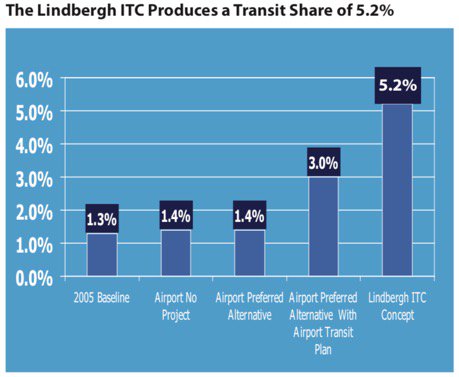 The Lindbergh ITC Produces a Transit Share of 5.2%
6.0%
5.0%
4.0%
3.0%
2.0%
1.0%
0.0%
1.3%
1.4%
1.4%
3.0%
5.2%
2005 Baseline
Airport No
Project
Airport Preferred
Alternative
Airport Preferred
Alternative With
Airport Transit
Plan
Lindbergh ITC
Concept